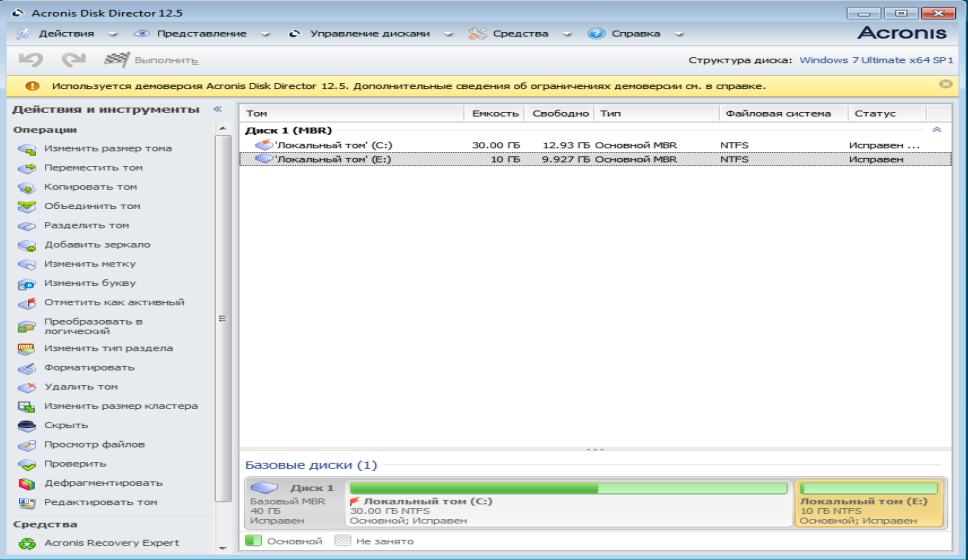 Acronis Disk Director 12.5
Действия Представление Управление дисками Средства Справка Acronis
Выполнить Структура диска: Windows 7 Ultimate x64 SP1
Используется демоверсия Acronis Disk Director 12.5. Дополнительные сведения об ограничениях демоверсии см. в справке.
Действия и инструменты «
Операции
Изменить размер тома
Переместить том
Копировать том
Объединить том
Разделить том
Добавить зеркало
Изменить метку
Изменить букву
Отметить как активный
Преобразовать в
логический
Изменить тип раздела
Форматировать
Удалить том
Изменить размер кластера
Скрыть
Просмотр файлов
Проверить
Дефрагментировать
Редактировать том
Средства
Acronis Recovery Expert
Том Емкость Свободно Тип Файловая система Статус
Диск 1 (MBR)
'Локальный том' (C:) 30.00 ГБ 12.93 ГБ Основной MBR NTFS Исправен ...
'Локальный том' (E:) 10 ГБ 9.927 ГБ Основной MBR NTFS Исправен
Базовые диски (1)
Диск 1
Базовый MBR
40 ГБ
Исправен
Локальный том (C:)
30.00 ГБ NTFS
Основной; Исправен
Локальный том (E:)
10 ГБ NTFS
Основной; Исправен
Основной Не занято